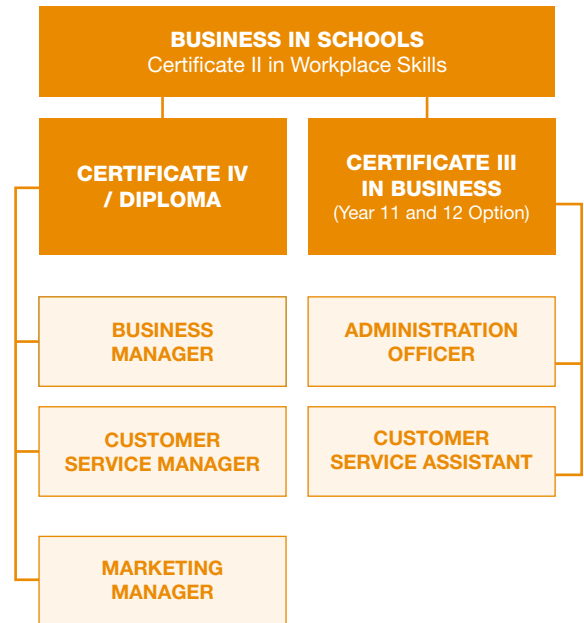 BUSINESS IN SCHOOLS
Certificate II in Workplace Skills
CERTIFICATE IV
/ DIPLOMA
CERTIFICATE III
IN BUSINESS
(Year 11 and 12 Option)
BUSINESS
MANAGER
ADMINISTRATION
OFFICER
CUSTOMER
SERVICE MANAGER
CUSTOMER
SERVICE ASSISTANT
MARKETING
MANAGER